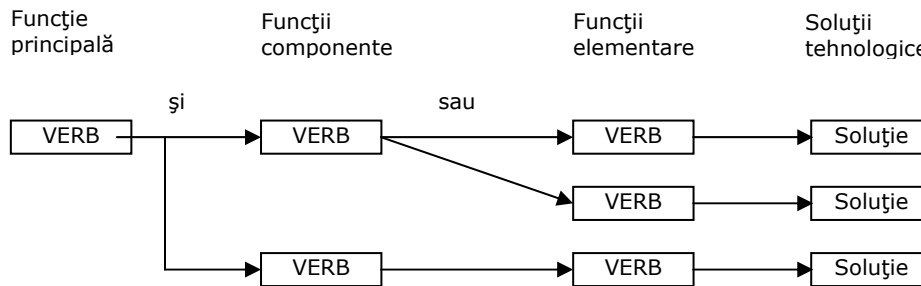 Funcţie
principală
Funcţii
componente
Funcţii
elementare
Soluţii
tehnologice
şi
sau
VERB
VERB
VERB
Soluţie
VERB
Soluţie
VERB
VERB
Soluţie